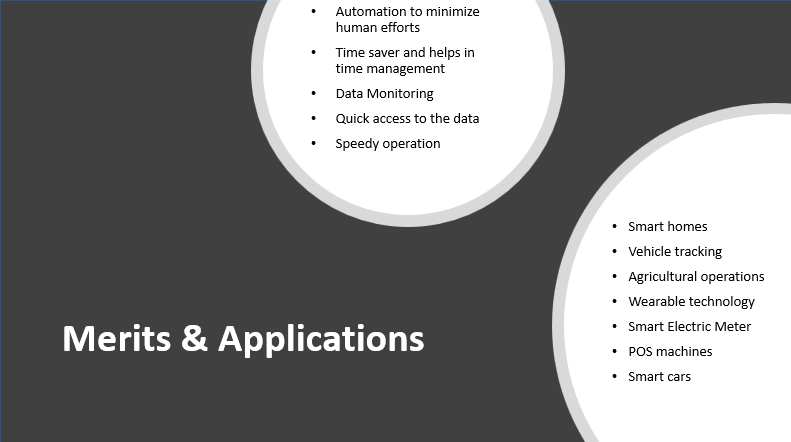 • Automation to minimize
human efforts
• Time saver and helps in
time management
• Data Monitoring
• Quick access to the data
• Speedy operation
• Smart homes
• Vehicle tracking
• Agricultural operations
• Wearable technology
• Smart Electric Meter
• POS machines
• Smart cars
Merits & Applications